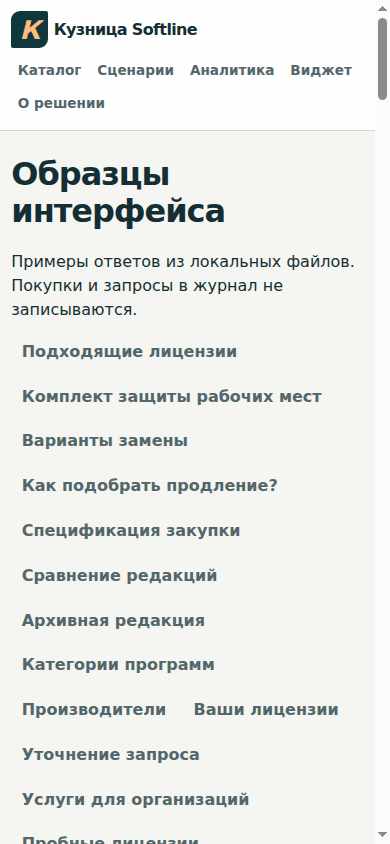 K Кузница Softline
Каталог Сценарии Аналитика Виджет
О решении
Образцы
интерфейса
Примеры ответов из локальных файлов.
Покупки и запросы в журнал не
записываются.
Подходящие лицензии
Комплект защиты рабочих мест
Варианты замены
Как подобрать продление?
Спецификация закупки
Сравнение редакций
Архивная редакция
Категории программ
Производители Ваши лицензии
Уточнение запроса
Услуги для организаций
Пробные лицензии